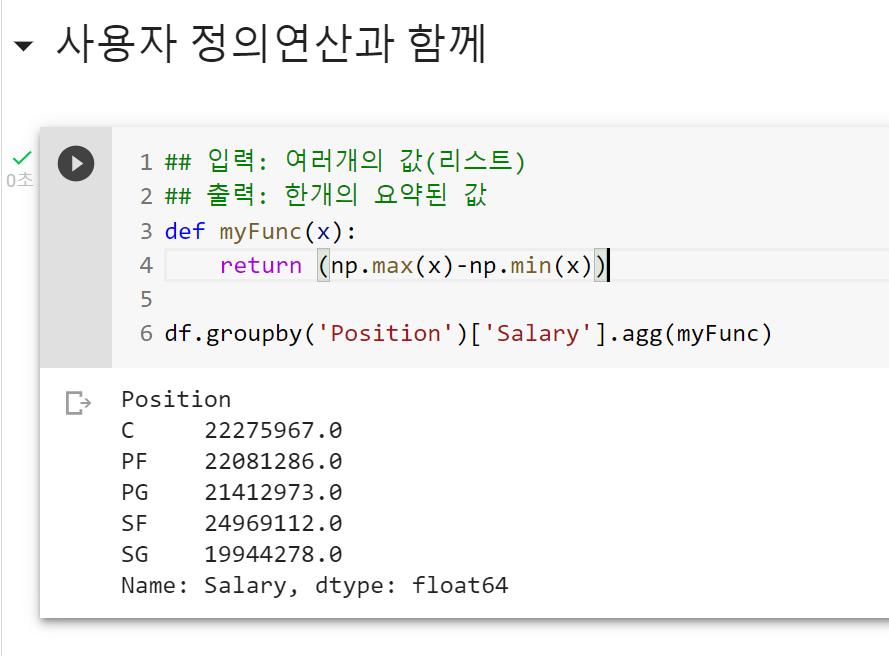 사용자 정의연산과 함께
0초
1 ## 입력: 여러개의 값(리스트)
2 ## 출력: 한개의 요약된 값
3 def myFunc(x):
4     return (np.max(x)-np.min(x))
5
6 df.groupby('Position')['Salary'].agg(myFunc)
Position
C     22275967.0
PF    22081286.0
PG    21412973.0
SF    24969112.0
SG    19944278.0
Name: Salary, dtype: float64